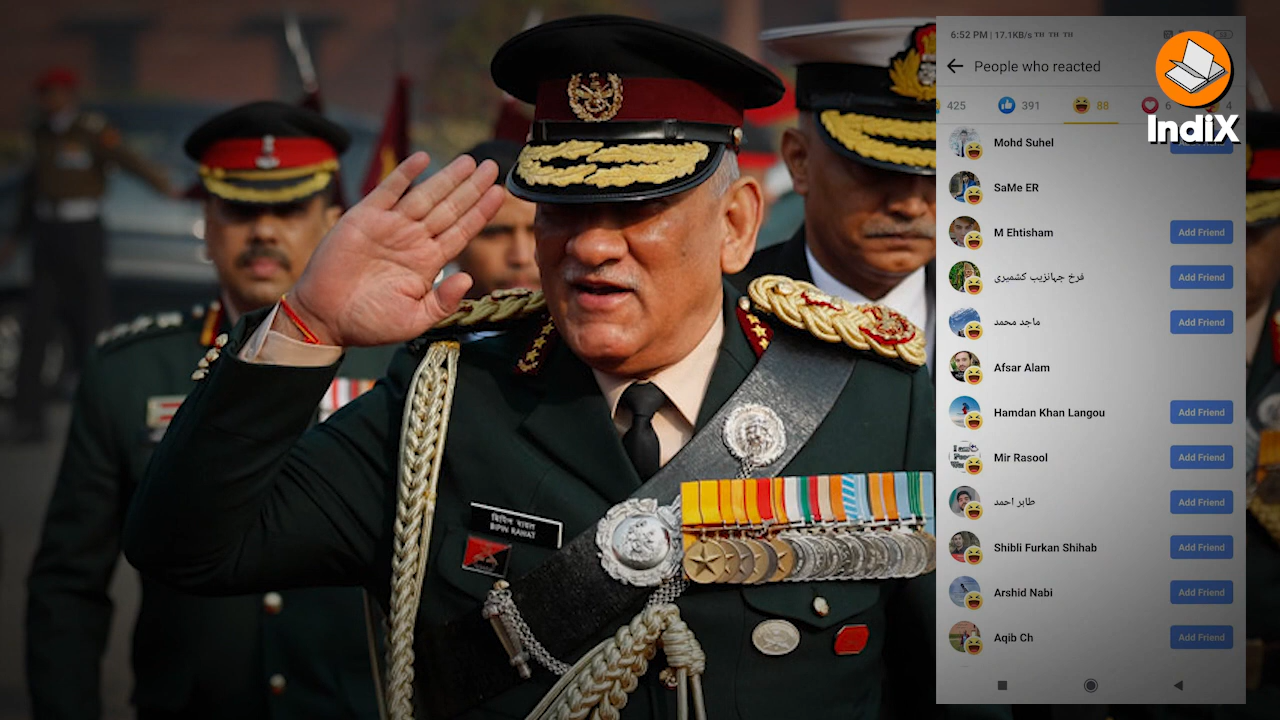 6:52 PM | 17.1KB/s
People who reacted
425 391 88 6 4
Mohd Suhel
SaMe ER
M Ehtisham Add Friend
فرخ جہانزیب کشمیری Add Friend
ماجد محمد Add Friend
Afsar Alam
Hamdan Khan Langou Add Friend
Mir Rasool Add Friend
طاہر احمد Add Friend
Shibli Furkan Shihab Add Friend
Arshid Nabi Add Friend
Aqib Ch Add Friend
IndiX
बिपिन रावत
BIPIN RAWAT